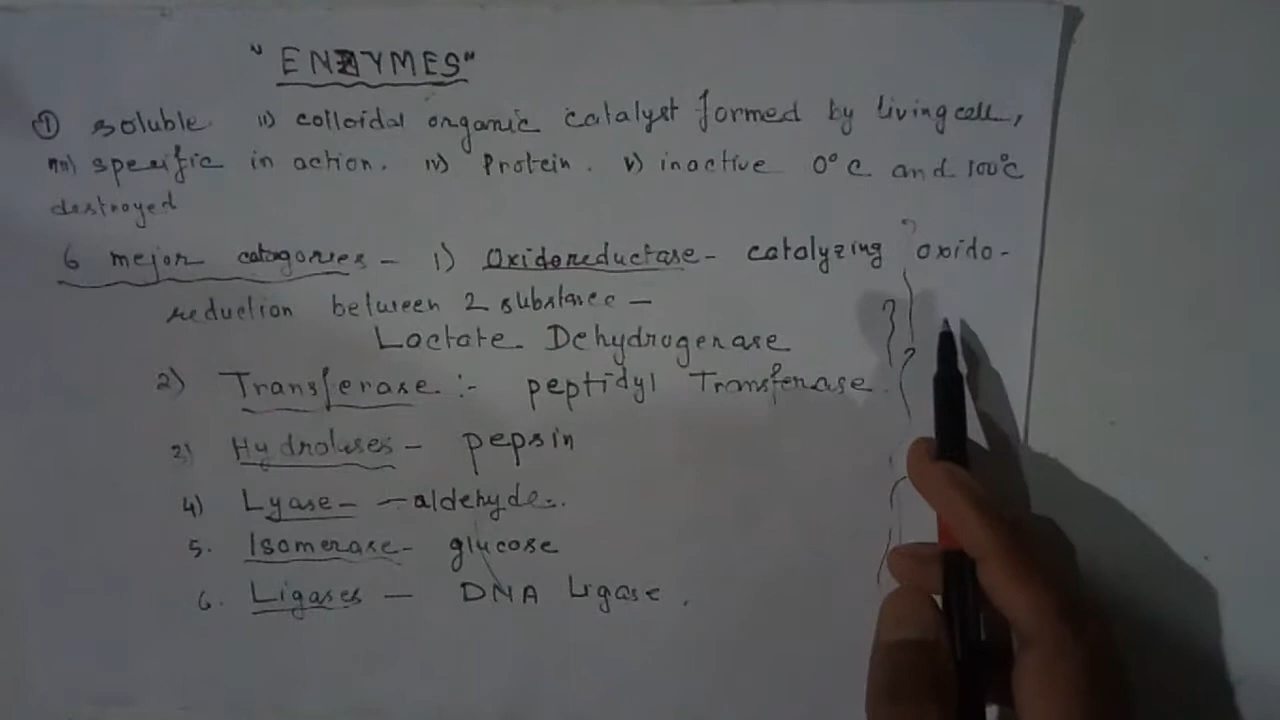 "ENZYMES"
① soluble ii) colloidal organic catalyst formed by living cell,
iii) specific in action. iv) Protein. v) inactive 0°C and 100°C
destroyed
6 mejor catagories - 1) Oxidoreductase - catalyzing oxido-
reduction between 2 substance -
Lactate Dehydrogenase
2) Transferase :- peptidyl Transferase.
3) Hydrolases - pepsin
4) Lyase - - aldehyde..
5. Isomerase - glucose
6. Ligases - DNA Ligase.